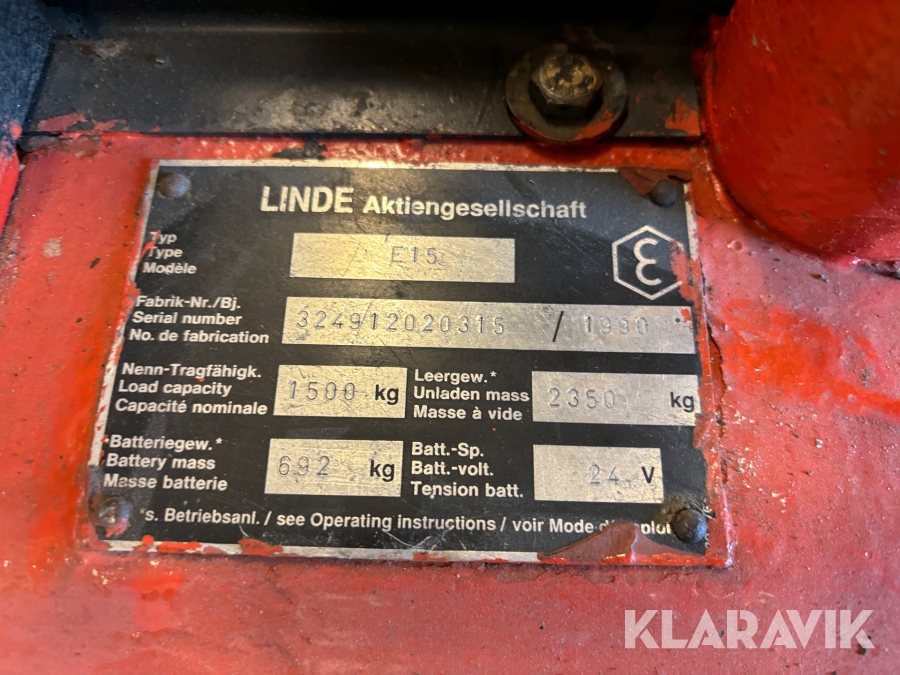 LINDE Aktiengesellschaft
Typ
Type
Modèle
E15
Fabrik-Nr./Bj.
Serial number
No. de fabrication
324912020315 / 1990
Nenn-Tragfähigk.
Load capacity
Capacité nominale
1500 kg
Leergew.*
Unladen mass
Masse à vide
2350 kg
Batteriegew.*
Battery mass
Masse batterie
692 kg
Batt.-Sp.
Batt.-volt.
Tension batt.
24 V
*s. Betriebsanl. / see Operating instructions / voir Mode d'emploi
KLARAVIK